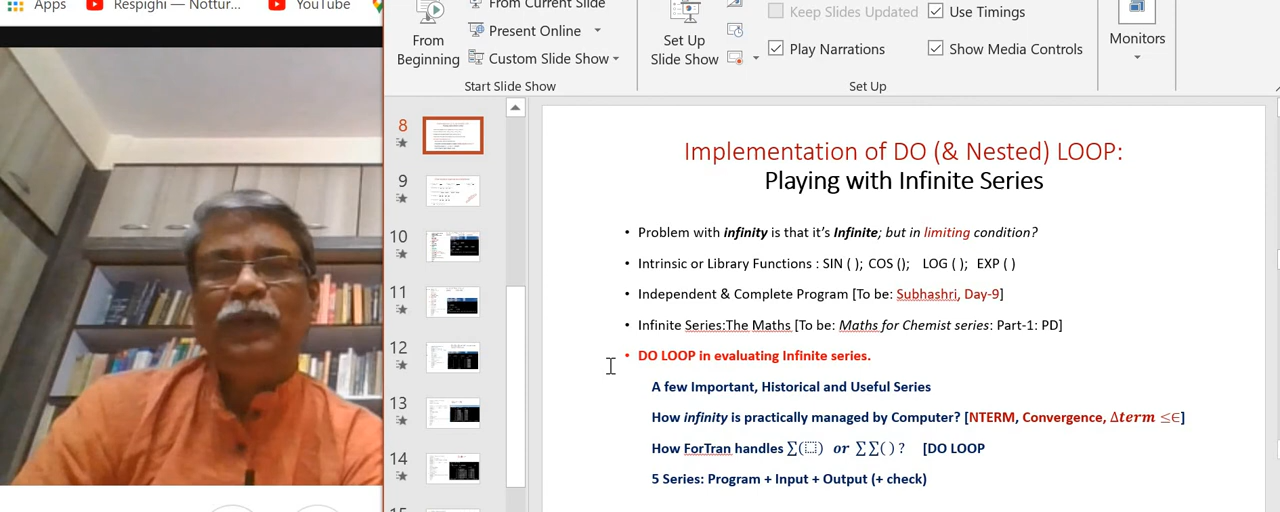 Apps
Respighi — Nottur...
YouTube
From Current Slide
From Beginning
Present Online
Custom Slide Show
Start Slide Show
Set Up Slide Show
Keep Slides Updated
Use Timings
Play Narrations
Show Media Controls
Set Up
Monitors
8
9
10
11
12
13
14
Implementation of DO (& Nested) LOOP:
Playing with Infinite Series
• Problem with infinity is that it's Infinite; but in limiting condition?
• Intrinsic or Library Functions : SIN ( ); COS (); LOG ( ); EXP ( )
• Independent & Complete Program [To be: Subhashri, Day-9]
• Infinite Series:The Maths [To be: Maths for Chemist series: Part-1: PD]
• DO LOOP in evaluating Infinite series.
A few Important, Historical and Useful Series
How infinity is practically managed by Computer? [NTERM, Convergence, Δterm ≤∈]
How ForTran handles ∑(⬚) or ∑∑( ) ? [DO LOOP
5 Series: Program + Input + Output (+ check)